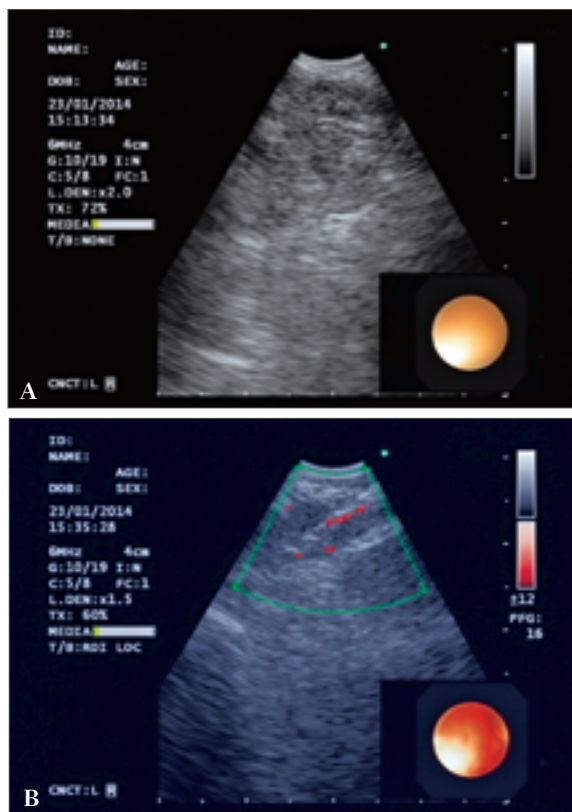 ID:
NAME:
AGE:
DOB: SEX:
23/01/2014
15:13:34
6MHz 4cm
G:10/19 I:N
C:5/8 FC:1
L.DEN:x2.0
TX: 72%
MEDIA
T/B:NONE
CNCT:L R
A
ID:
NAME:
AGE:
DOB: SEX:
23/01/2014
15:35:28
6MHz 4cm
G:10/19 I:N
C:5/8 FC:1
L.DEN:x1.5
TX: 60%
MEDIA
T/B:RDI LOC
±12
PFG:
16
CNCT:L R
B